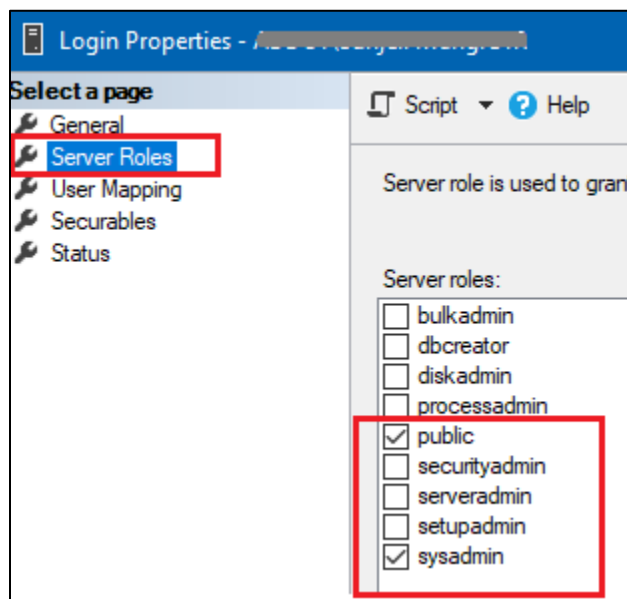 Login Properties -
Select a page
General
Server Roles
User Mapping
Securables
Status
Script
Help
Server role is used to gran
Server roles:
bulkadmin
dbcreator
diskadmin
processadmin
public
securityadmin
serveradmin
setupadmin
sysadmin